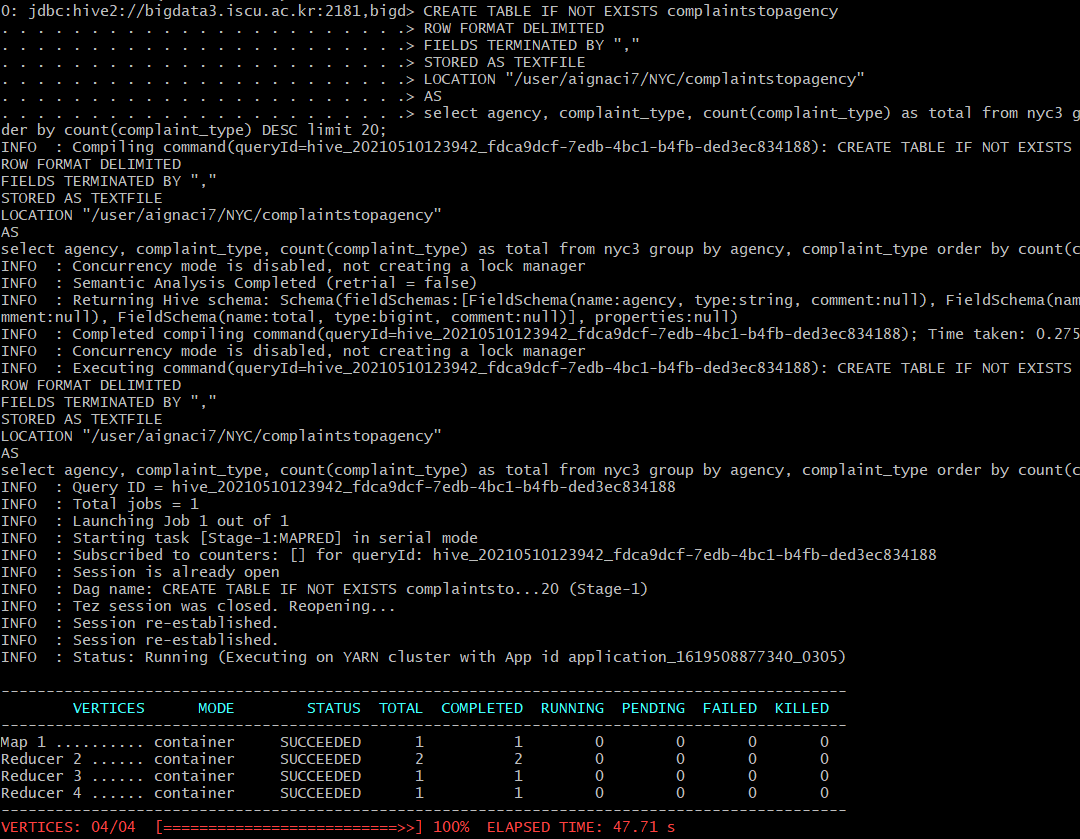 0: jdbc:hive2://bigdata3.iscu.ac.kr:2181,bigd> CREATE TABLE IF NOT EXISTS complaintstopagency
. . . . . . . . . . . . . . . . . . . . . . .> ROW FORMAT DELIMITED
. . . . . . . . . . . . . . . . . . . . . . .> FIELDS TERMINATED BY ","
. . . . . . . . . . . . . . . . . . . . . . .> STORED AS TEXTFILE
. . . . . . . . . . . . . . . . . . . . . . .> LOCATION "/user/aignaci7/NYC/complaintstopagency"
. . . . . . . . . . . . . . . . . . . . . . .> AS
. . . . . . . . . . . . . . . . . . . . . . .> select agency, complaint_type, count(complaint_type) as total from nyc3 g
der by count(complaint_type) DESC limit 20;
INFO  : Compiling command(queryId=hive_20210510123942_fdca9dcf-7edb-4bc1-b4fb-ded3ec834188): CREATE TABLE IF NOT EXISTS
ROW FORMAT DELIMITED
FIELDS TERMINATED BY ","
STORED AS TEXTFILE
LOCATION "/user/aignaci7/NYC/complaintstopagency"
AS
select agency, complaint_type, count(complaint_type) as total from nyc3 group by agency, complaint_type order by count(c
INFO  : Concurrency mode is disabled, not creating a lock manager
INFO  : Semantic Analysis Completed (retrial = false)
INFO  : Returning Hive schema: Schema(fieldSchemas:[FieldSchema(name:agency, type:string, comment:null), FieldSchema(nam
mment:null), FieldSchema(name:total, type:bigint, comment:null)], properties:null)
INFO  : Completed compiling command(queryId=hive_20210510123942_fdca9dcf-7edb-4bc1-b4fb-ded3ec834188); Time taken: 0.275
INFO  : Concurrency mode is disabled, not creating a lock manager
INFO  : Executing command(queryId=hive_20210510123942_fdca9dcf-7edb-4bc1-b4fb-ded3ec834188): CREATE TABLE IF NOT EXISTS
ROW FORMAT DELIMITED
FIELDS TERMINATED BY ","
STORED AS TEXTFILE
LOCATION "/user/aignaci7/NYC/complaintstopagency"
AS
select agency, complaint_type, count(complaint_type) as total from nyc3 group by agency, complaint_type order by count(c
INFO  : Query ID = hive_20210510123942_fdca9dcf-7edb-4bc1-b4fb-ded3ec834188
INFO  : Total jobs = 1
INFO  : Launching Job 1 out of 1
INFO  : Starting task [Stage-1:MAPRED] in serial mode
INFO  : Subscribed to counters: [] for queryId: hive_20210510123942_fdca9dcf-7edb-4bc1-b4fb-ded3ec834188
INFO  : Session is already open
INFO  : Dag name: CREATE TABLE IF NOT EXISTS complaintsto...20 (Stage-1)
INFO  : Tez session was closed. Reopening...
INFO  : Session re-established.
INFO  : Session re-established.
INFO  : Status: Running (Executing on YARN cluster with App id application_1619508877340_0305)
----------------------------------------------------------------------------------------------
        VERTICES      MODE        STATUS  TOTAL  COMPLETED  RUNNING  PENDING  FAILED  KILLED
----------------------------------------------------------------------------------------------
Map 1 .......... container     SUCCEEDED      1          1        0        0       0       0
Reducer 2 ...... container     SUCCEEDED      2          2        0        0       0       0
Reducer 3 ...... container     SUCCEEDED      1          1        0        0       0       0
Reducer 4 ...... container     SUCCEEDED      1          1        0        0       0       0
----------------------------------------------------------------------------------------------
VERTICES: 04/04  [==========================>>] 100%  ELAPSED TIME: 47.71 s